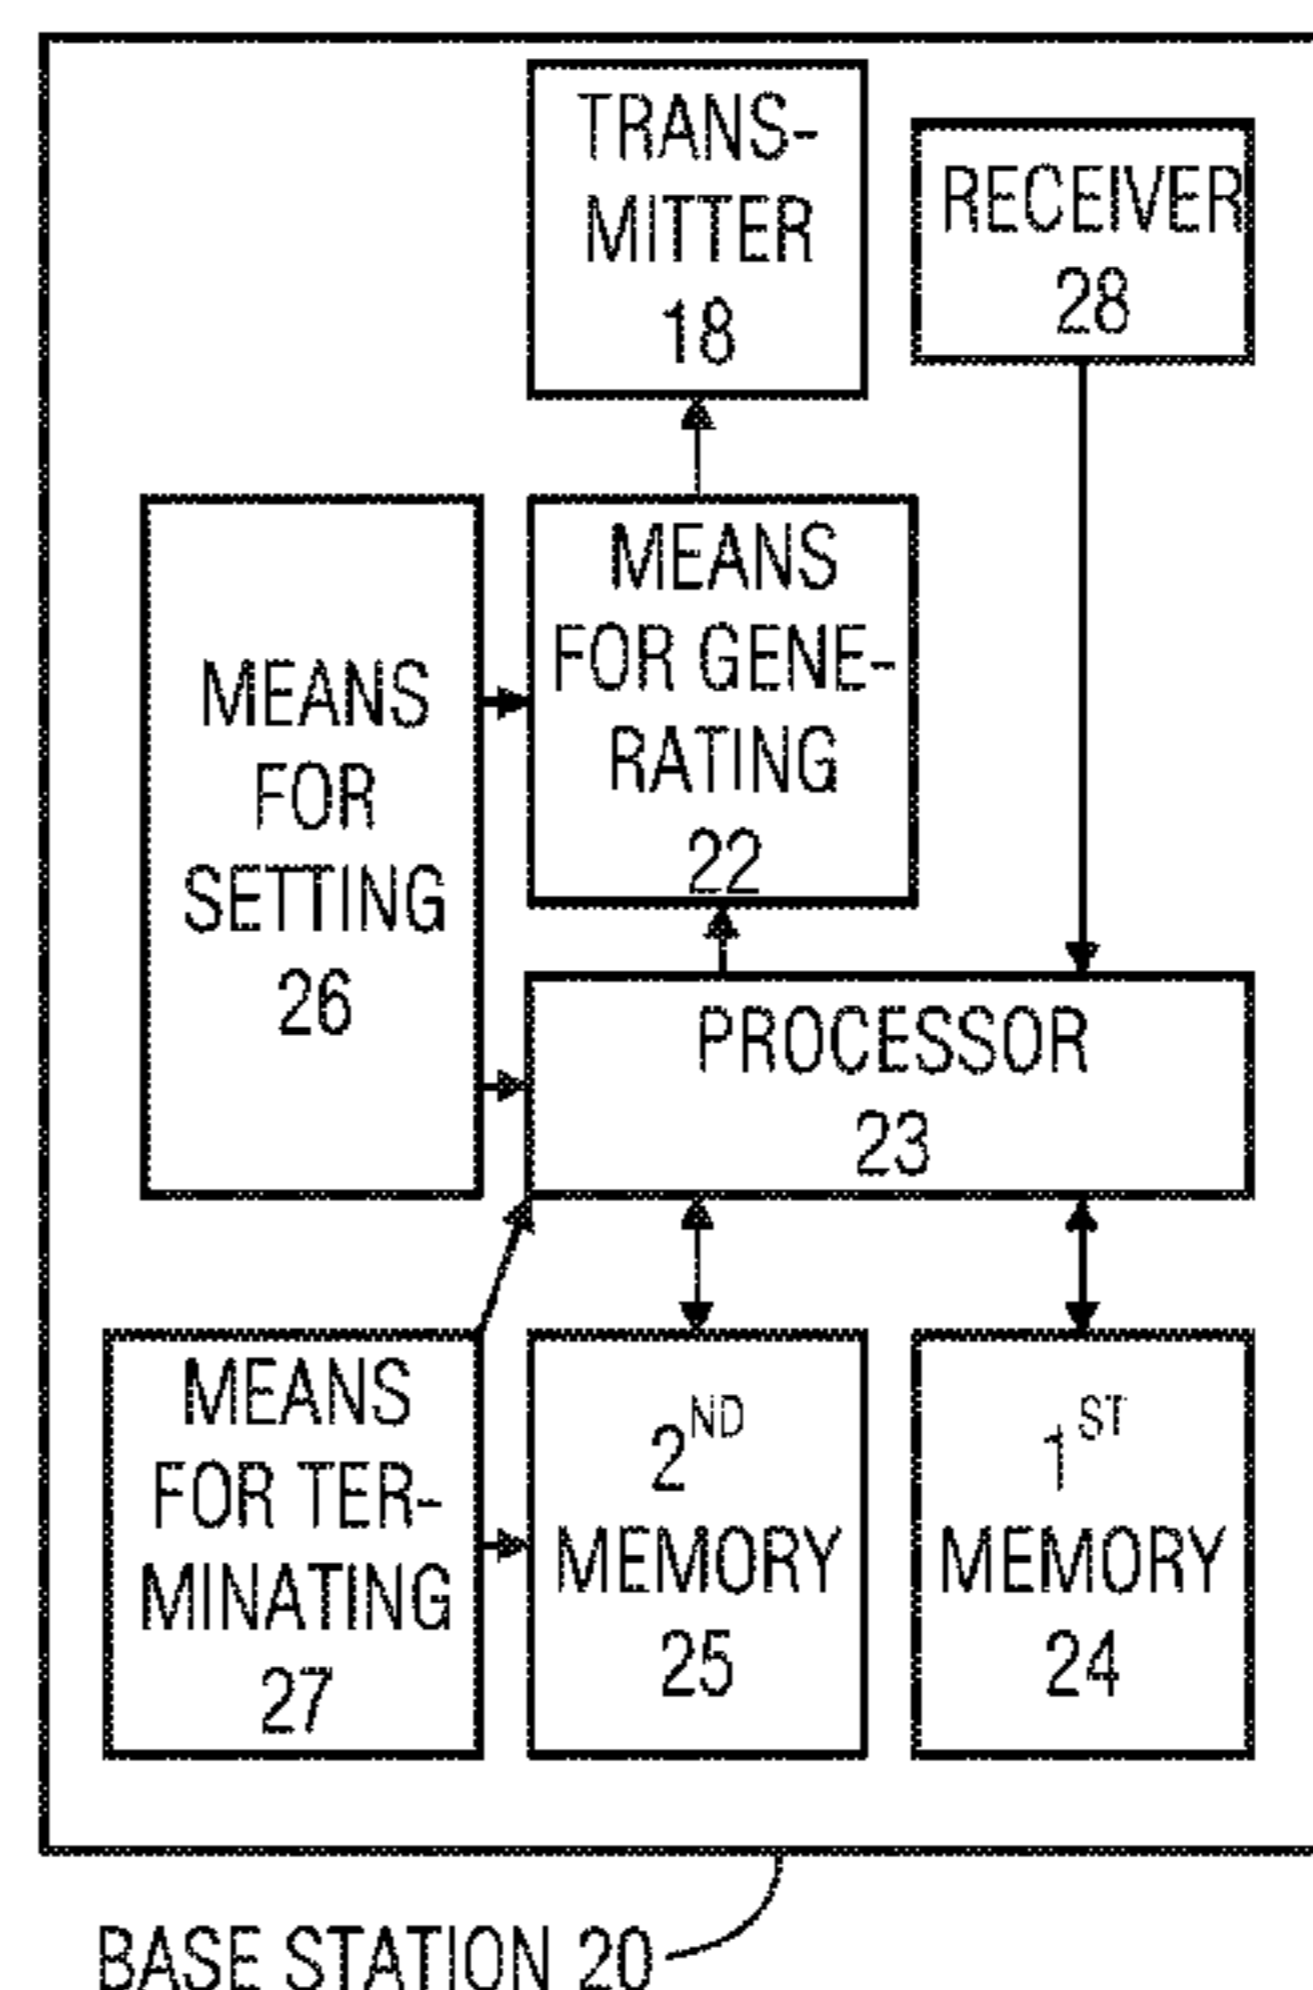 TRANS-
MITTER
18
RECEIVER
28
MEANS
FOR
SETTING
26
MEANS
FOR GENE-
RATING
22
PROCESSOR
23
MEANS
FOR TER-
MINATING
27
2ND
MEMORY
25
1ST
MEMORY
24
BASE STATION 20